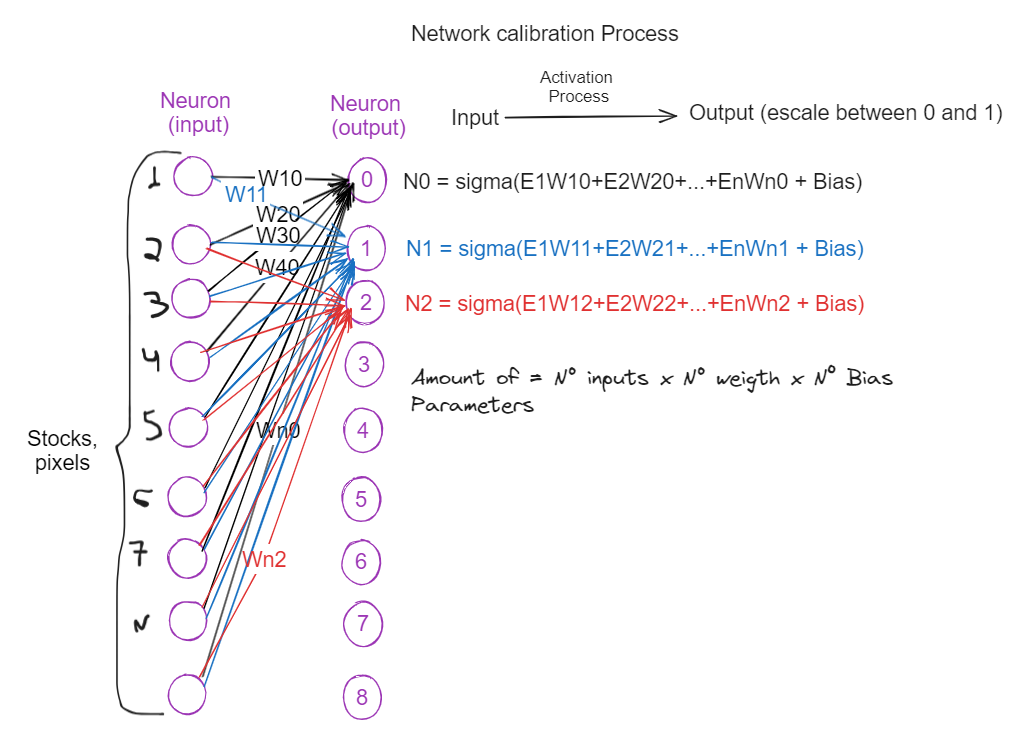 Network calibration Process
Activation
Process
Input
Output (escale between 0 and 1)
Neuron
(input)
Neuron
(output)
1
W10
0
N0 = sigma(E1W10+E2W20+...+EnWn0 + Bias)
W11
W20
W30
2
1
N1 = sigma(E1W11+E2W21+...+EnWn1 + Bias)
W40
3
2
N2 = sigma(E1W12+E2W22+...+EnWn2 + Bias)
4
3
Amount of = N° inputs x N° weigth x N° Bias
Parameters
5
Wn0
4
Stocks,
pixels
6
5
7
Wn2
6
N
7
8